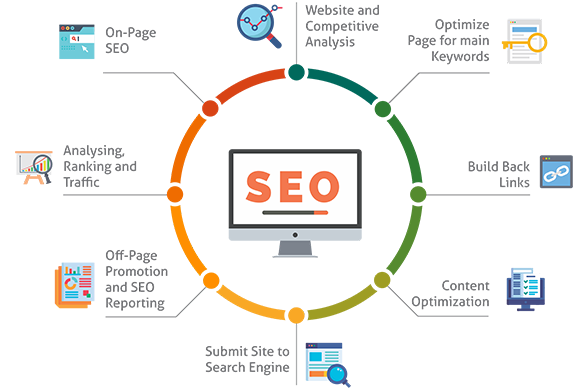 Website and
Competitive
Analysis
Optimize
Page for main
Keywords
Build Back
Links
Content
Optimization
Submit Site to
Search Engine
Off-Page
Promotion
and SEO
Reporting
Analysing,
Ranking and
Traffic
On-Page
SEO
SEO